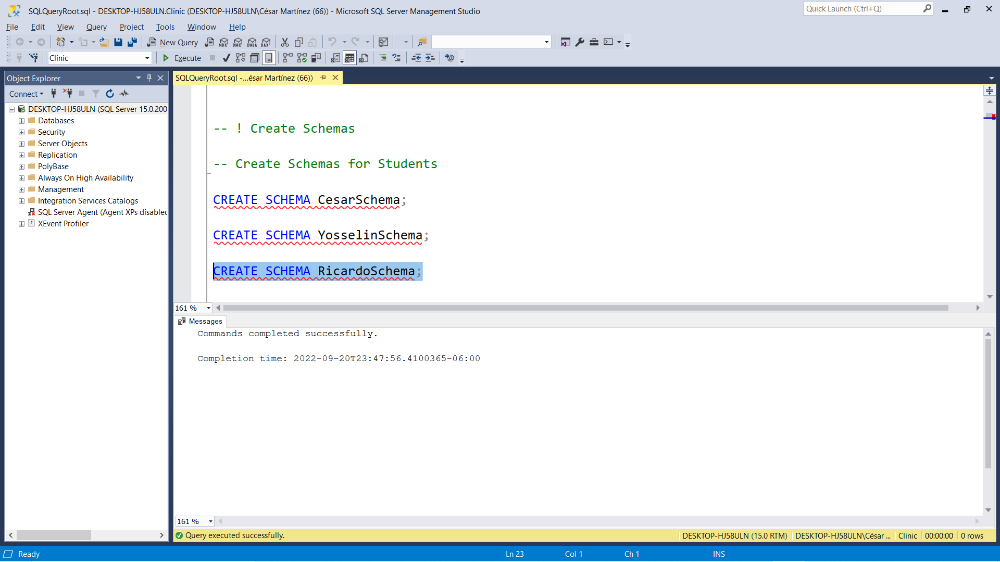 SQLQueryRoot.sql - DESKTOP-HJ58ULN.Clinic (DESKTOP-HJ58ULN\César Martínez (66)) - Microsoft SQL Server Management Studio
Quick Launch (Ctrl+Q)
File Edit View Query Project Tools Window Help
New Query MDX DMX XMLA DAX
Clinic Execute
Object Explorer
SQLQueryRoot.sql -...ésar Martínez (66))
Connect
DESKTOP-HJ58ULN (SQL Server 15.0.200
Databases
Security
Server Objects
Replication
PolyBase
Always On High Availability
Management
Integration Services Catalogs
SQL Server Agent (Agent XPs disabled
XEvent Profiler
-- ! Create Schemas
-- Create Schemas for Students
CREATE SCHEMA CesarSchema;
CREATE SCHEMA YosselinSchema;
CREATE SCHEMA RicardoSchema;
161 %
Messages
Commands completed successfully.
Completion time: 2022-09-20T23:47:56.4100365-06:00
161 %
Query executed successfully.
DESKTOP-HJ58ULN (15.0 RTM) DESKTOP-HJ58ULN\César ... Clinic 00:00:00 0 rows
Ready Ln 23 Col 1 Ch 1 INS